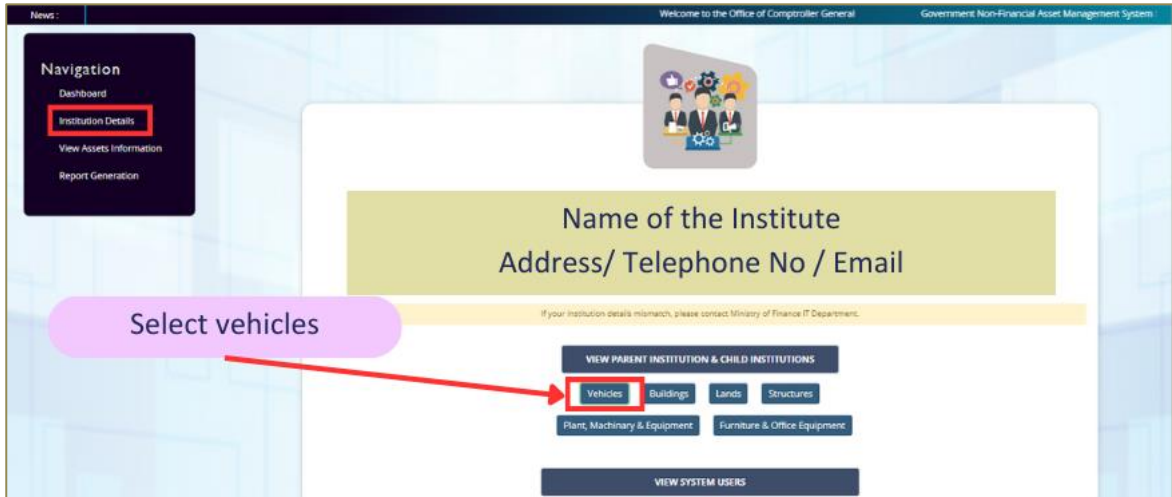 News :
Welcome to the Office of Comptroller General
Government Non-Financial Asset Management System
Navigation
Dashboard
Institution Details
View Assets Information
Report Generation
Name of the Institute
Address/ Telephone No / Email
If your institution details mismatch, please contact Ministry of Finance IT Department.
Select vehicles
VIEW PARENT INSTITUTION & CHILD INSTITUTIONS
Vehicles Buildings Lands Structures
Plant, Machinary & Equipment Furniture & Office Equipment
VIEW SYSTEM USERS